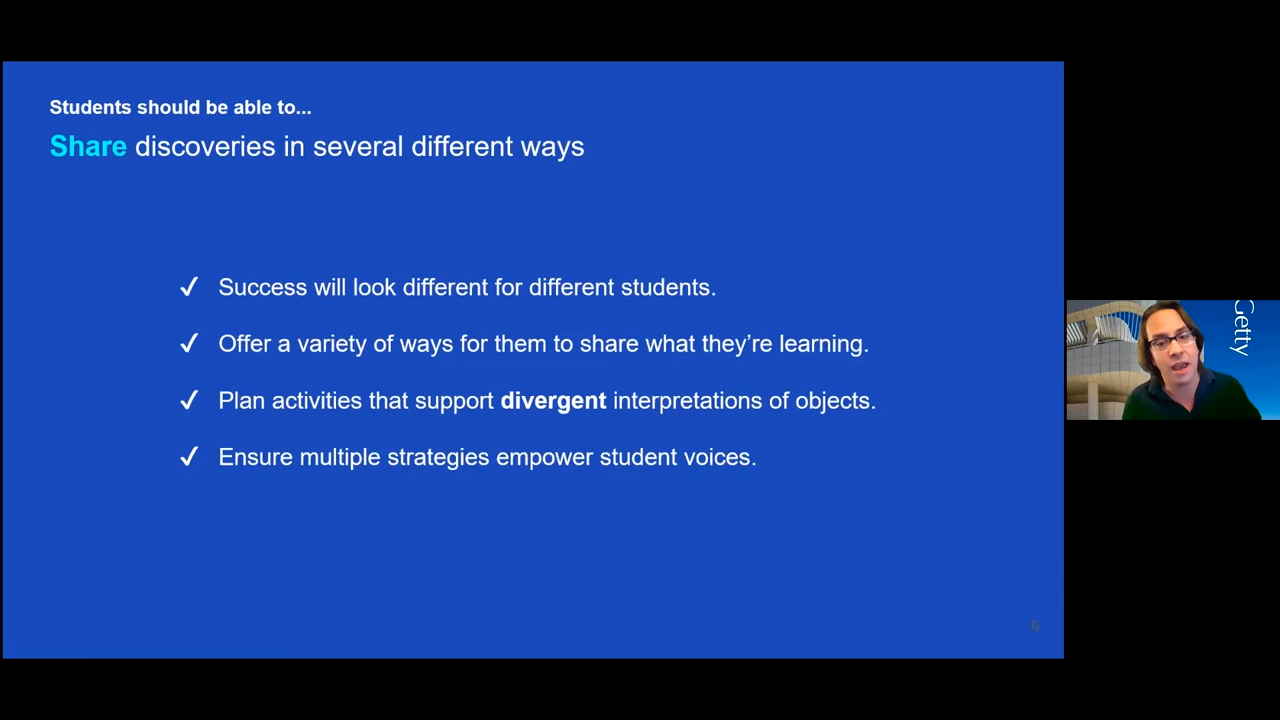 Students should be able to...
Share discoveries in several different ways
✓ Success will look different for different students.
✓ Offer a variety of ways for them to share what they’re learning.
✓ Plan activities that support divergent interpretations of objects.
✓ Ensure multiple strategies empower student voices.
6
Getty